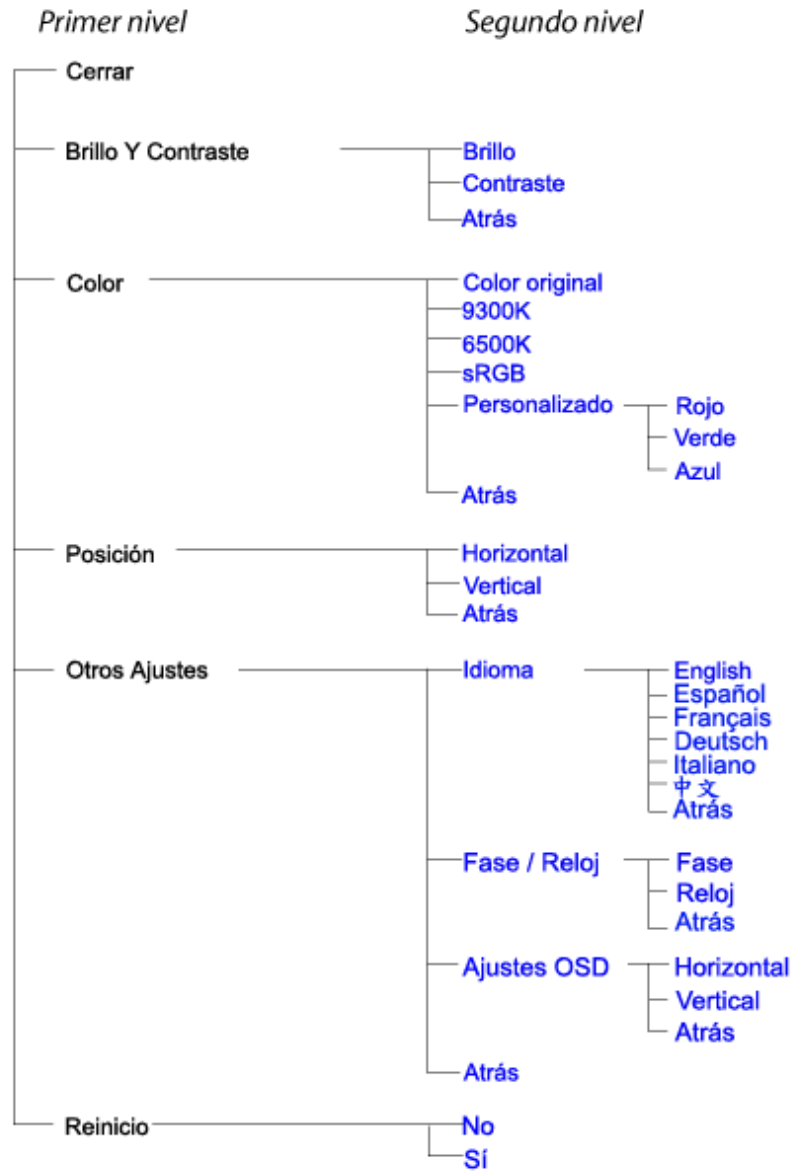 Primer nivel Segundo nivel
Cerrar
Brillo Y Contraste Brillo
Contraste
Atrás
Color Color original
9300K
6500K
sRGB
Personalizado Rojo
Verde
Azul
Atrás
Posición Horizontal
Vertical
Atrás
Otros Ajustes Idioma English
Español
Français
Deutsch
Italiano
中文
Atrás
Fase / Reloj Fase
Reloj
Atrás
Ajustes OSD Horizontal
Vertical
Atrás
Atrás
Reinicio No
Sí